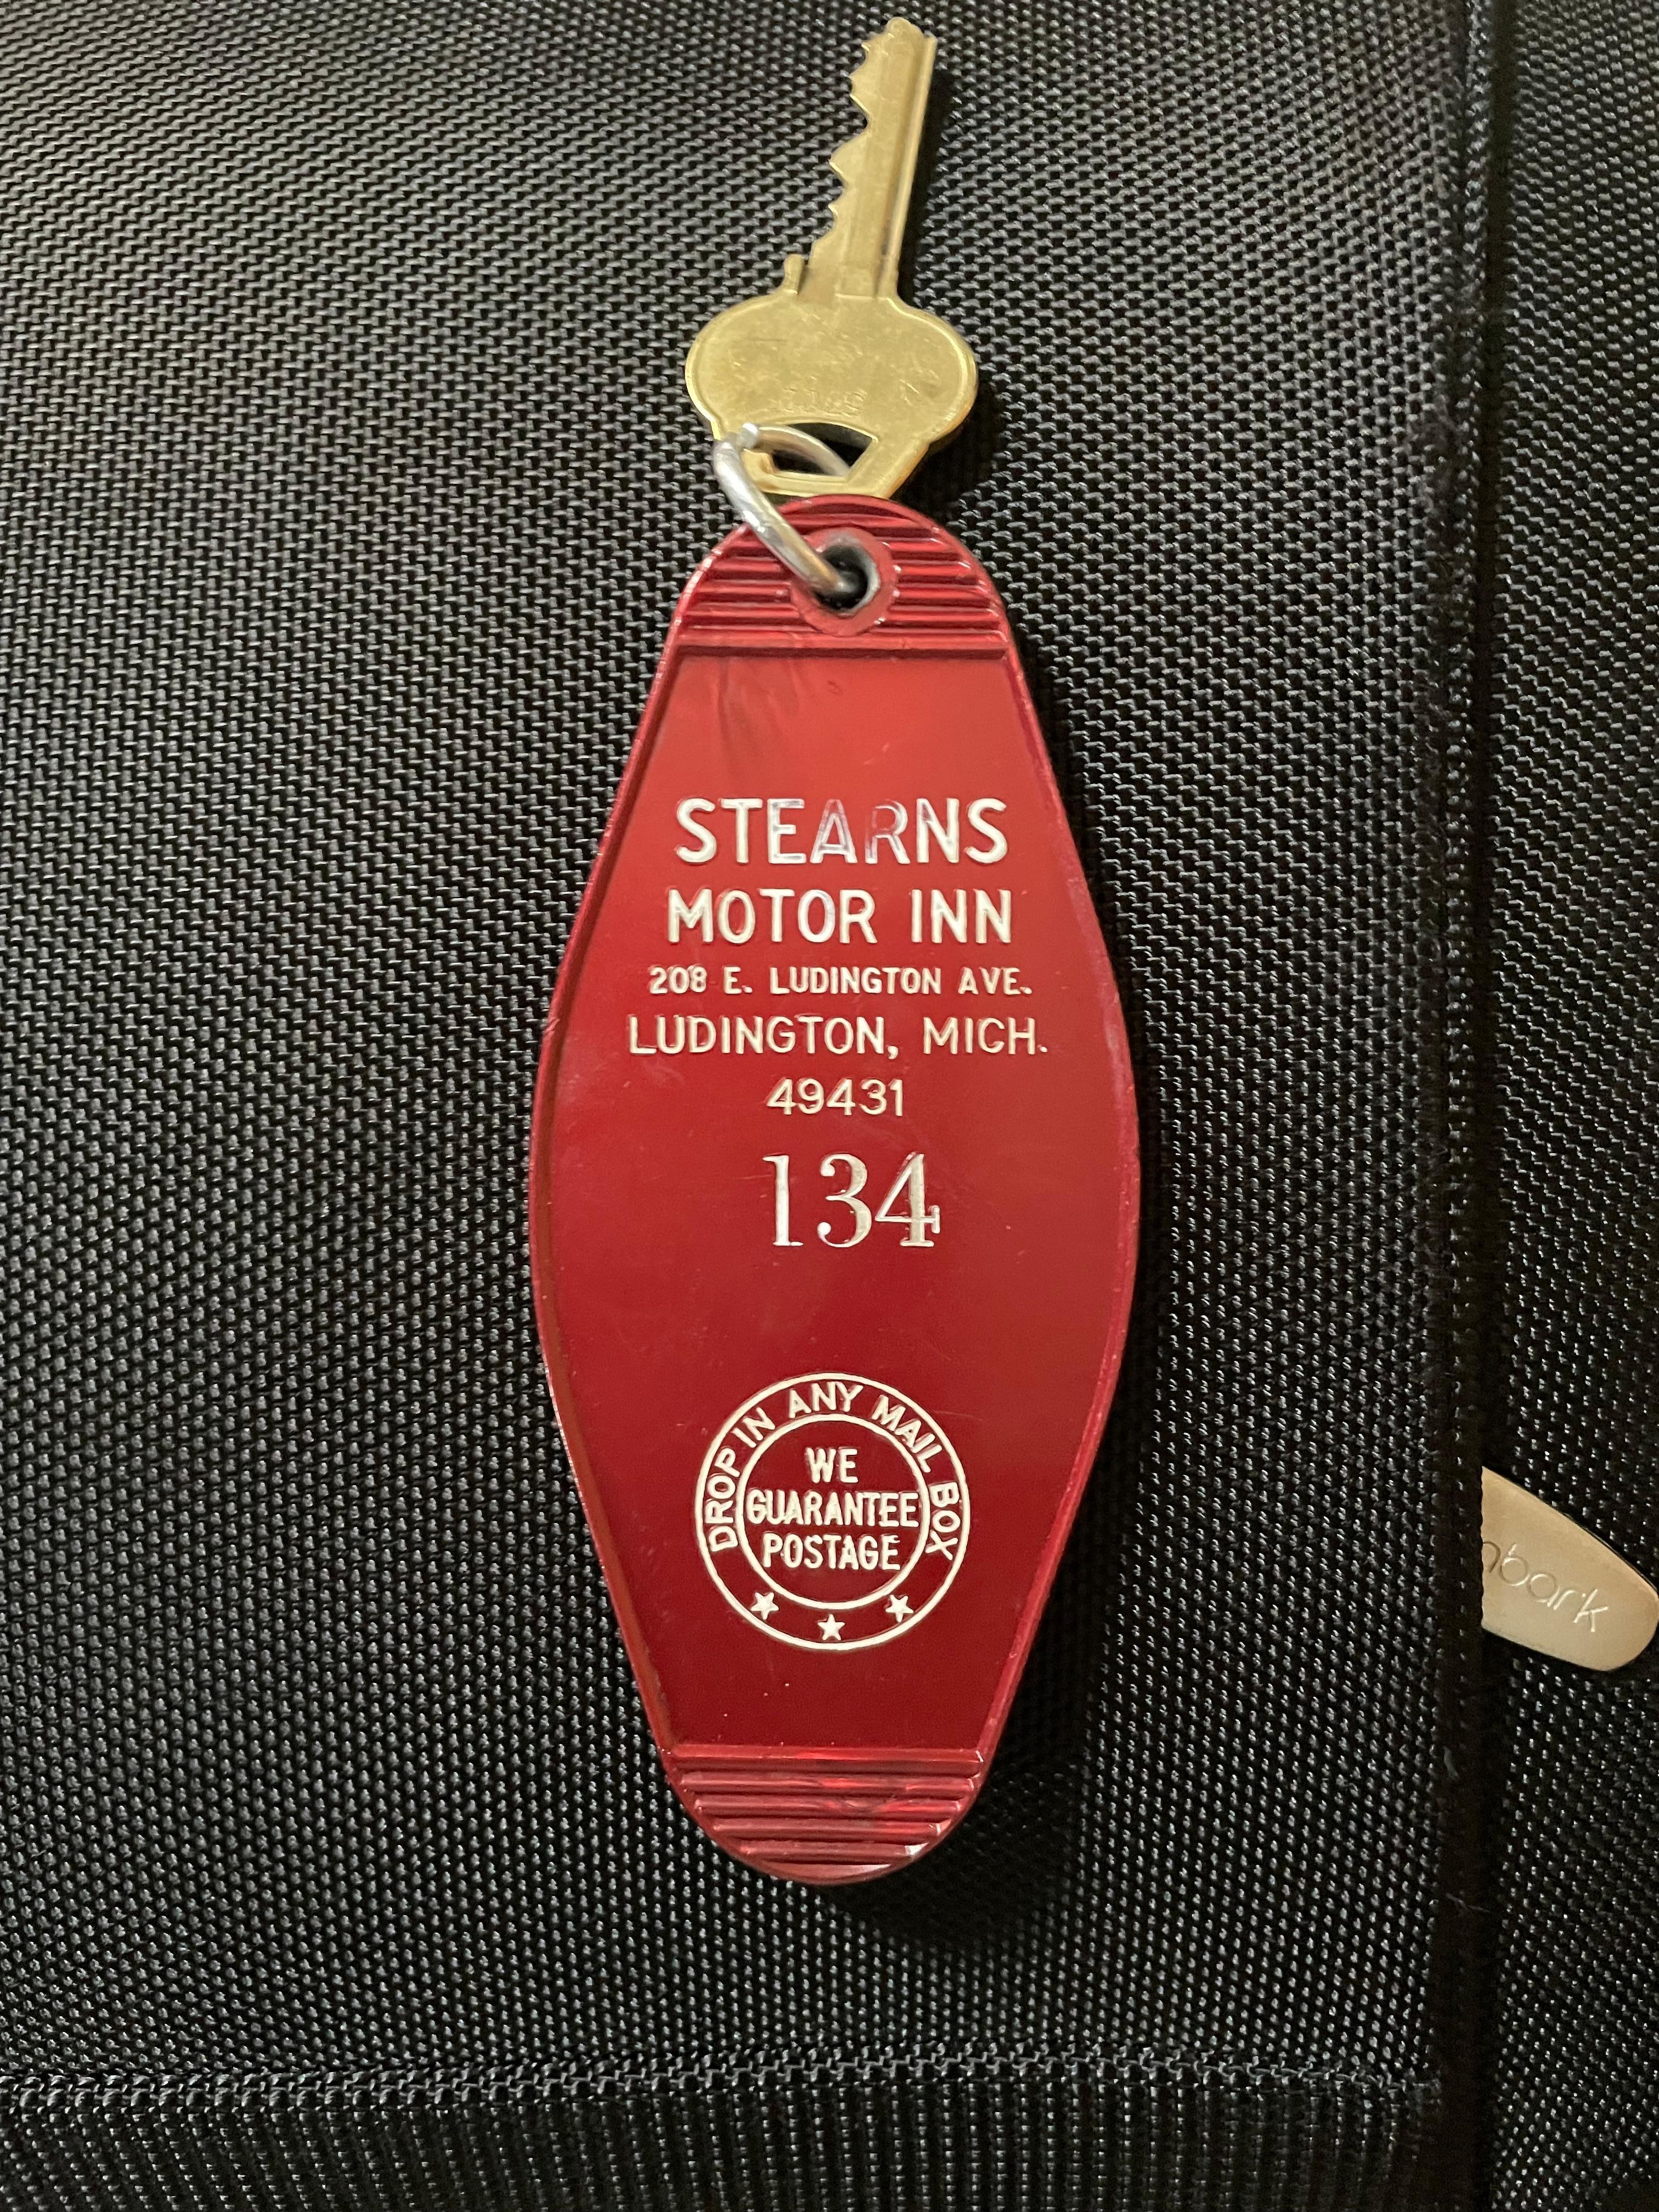 STEARNS
MOTOR INN
208 E. LUDINGTON AVE.
LUDINGTON, MICH.
49431
134
DROP IN ANY MAIL BOX
WE
GUARANTEE
POSTAGE